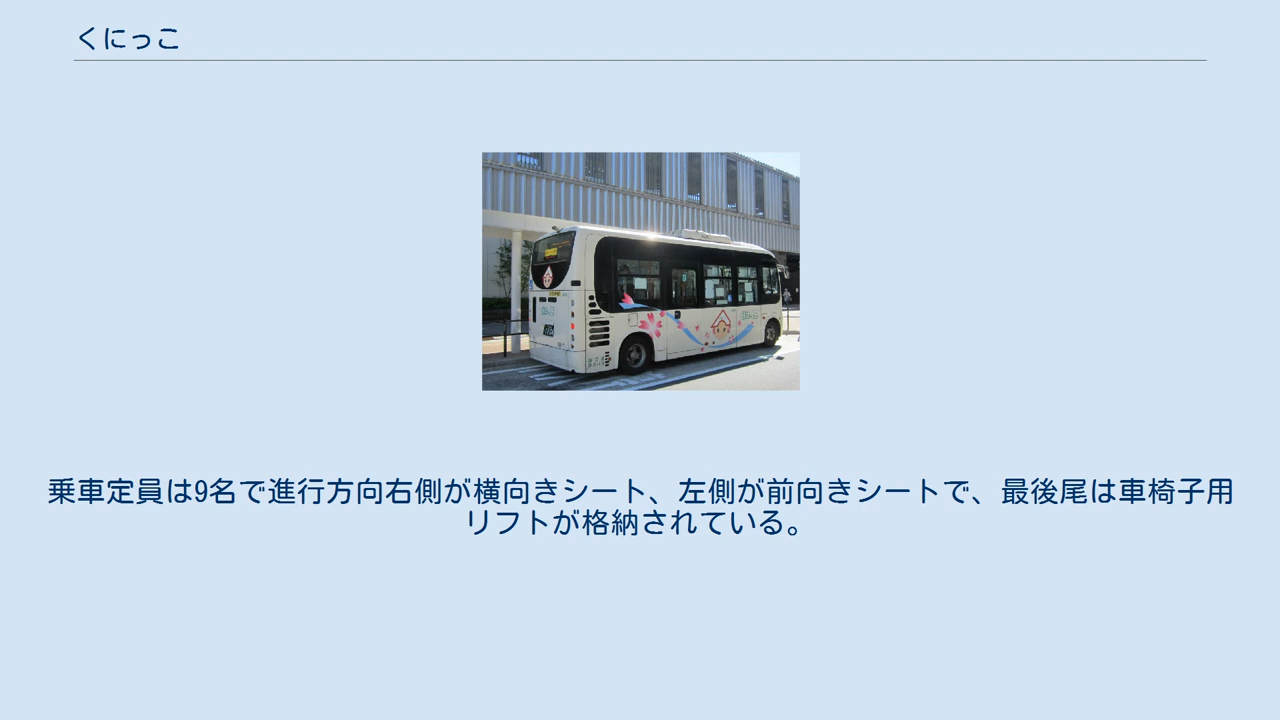 くにっこ
乗車定員は9名で進行方向右側が横向きシート、左側が前向きシートで、最後尾は車椅子用
リフトが格納されている。